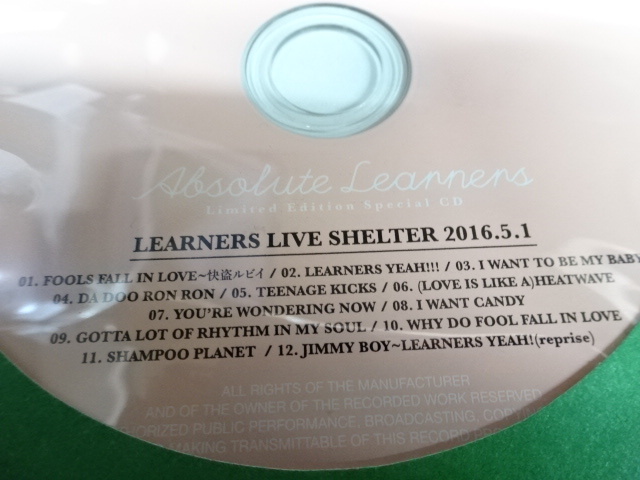 Absolute Learners
Limited Edition Special CD
LEARNERS LIVE SHELTER 2016.5.1
01. FOOLS FALL IN LOVE~快盗ルビイ / 02. LEARNERS YEAH!!! / 03. I WANT TO BE MY BABY
04. DA DOO RON RON / 05. TEENAGE KICKS / 06. (LOVE IS LIKE A)HEATWAVE
07. YOU'RE WONDERING NOW / 08. I WANT CANDY
09. GOTTA LOT OF RHYTHM IN MY SOUL / 10. WHY DO FOOL FALL IN LOVE
11. SHAMPOO PLANET / 12. JIMMY BOY~LEARNERS YEAH!(reprise)
ALL RIGHTS OF THE MANUFACTURER
AND OF THE OWNER OF THE RECORDED WORK RESERVED
PUBLIC PERFORMANCE, BROADCASTING,
MAKING TRANSMITTABLE OF THIS RECORD